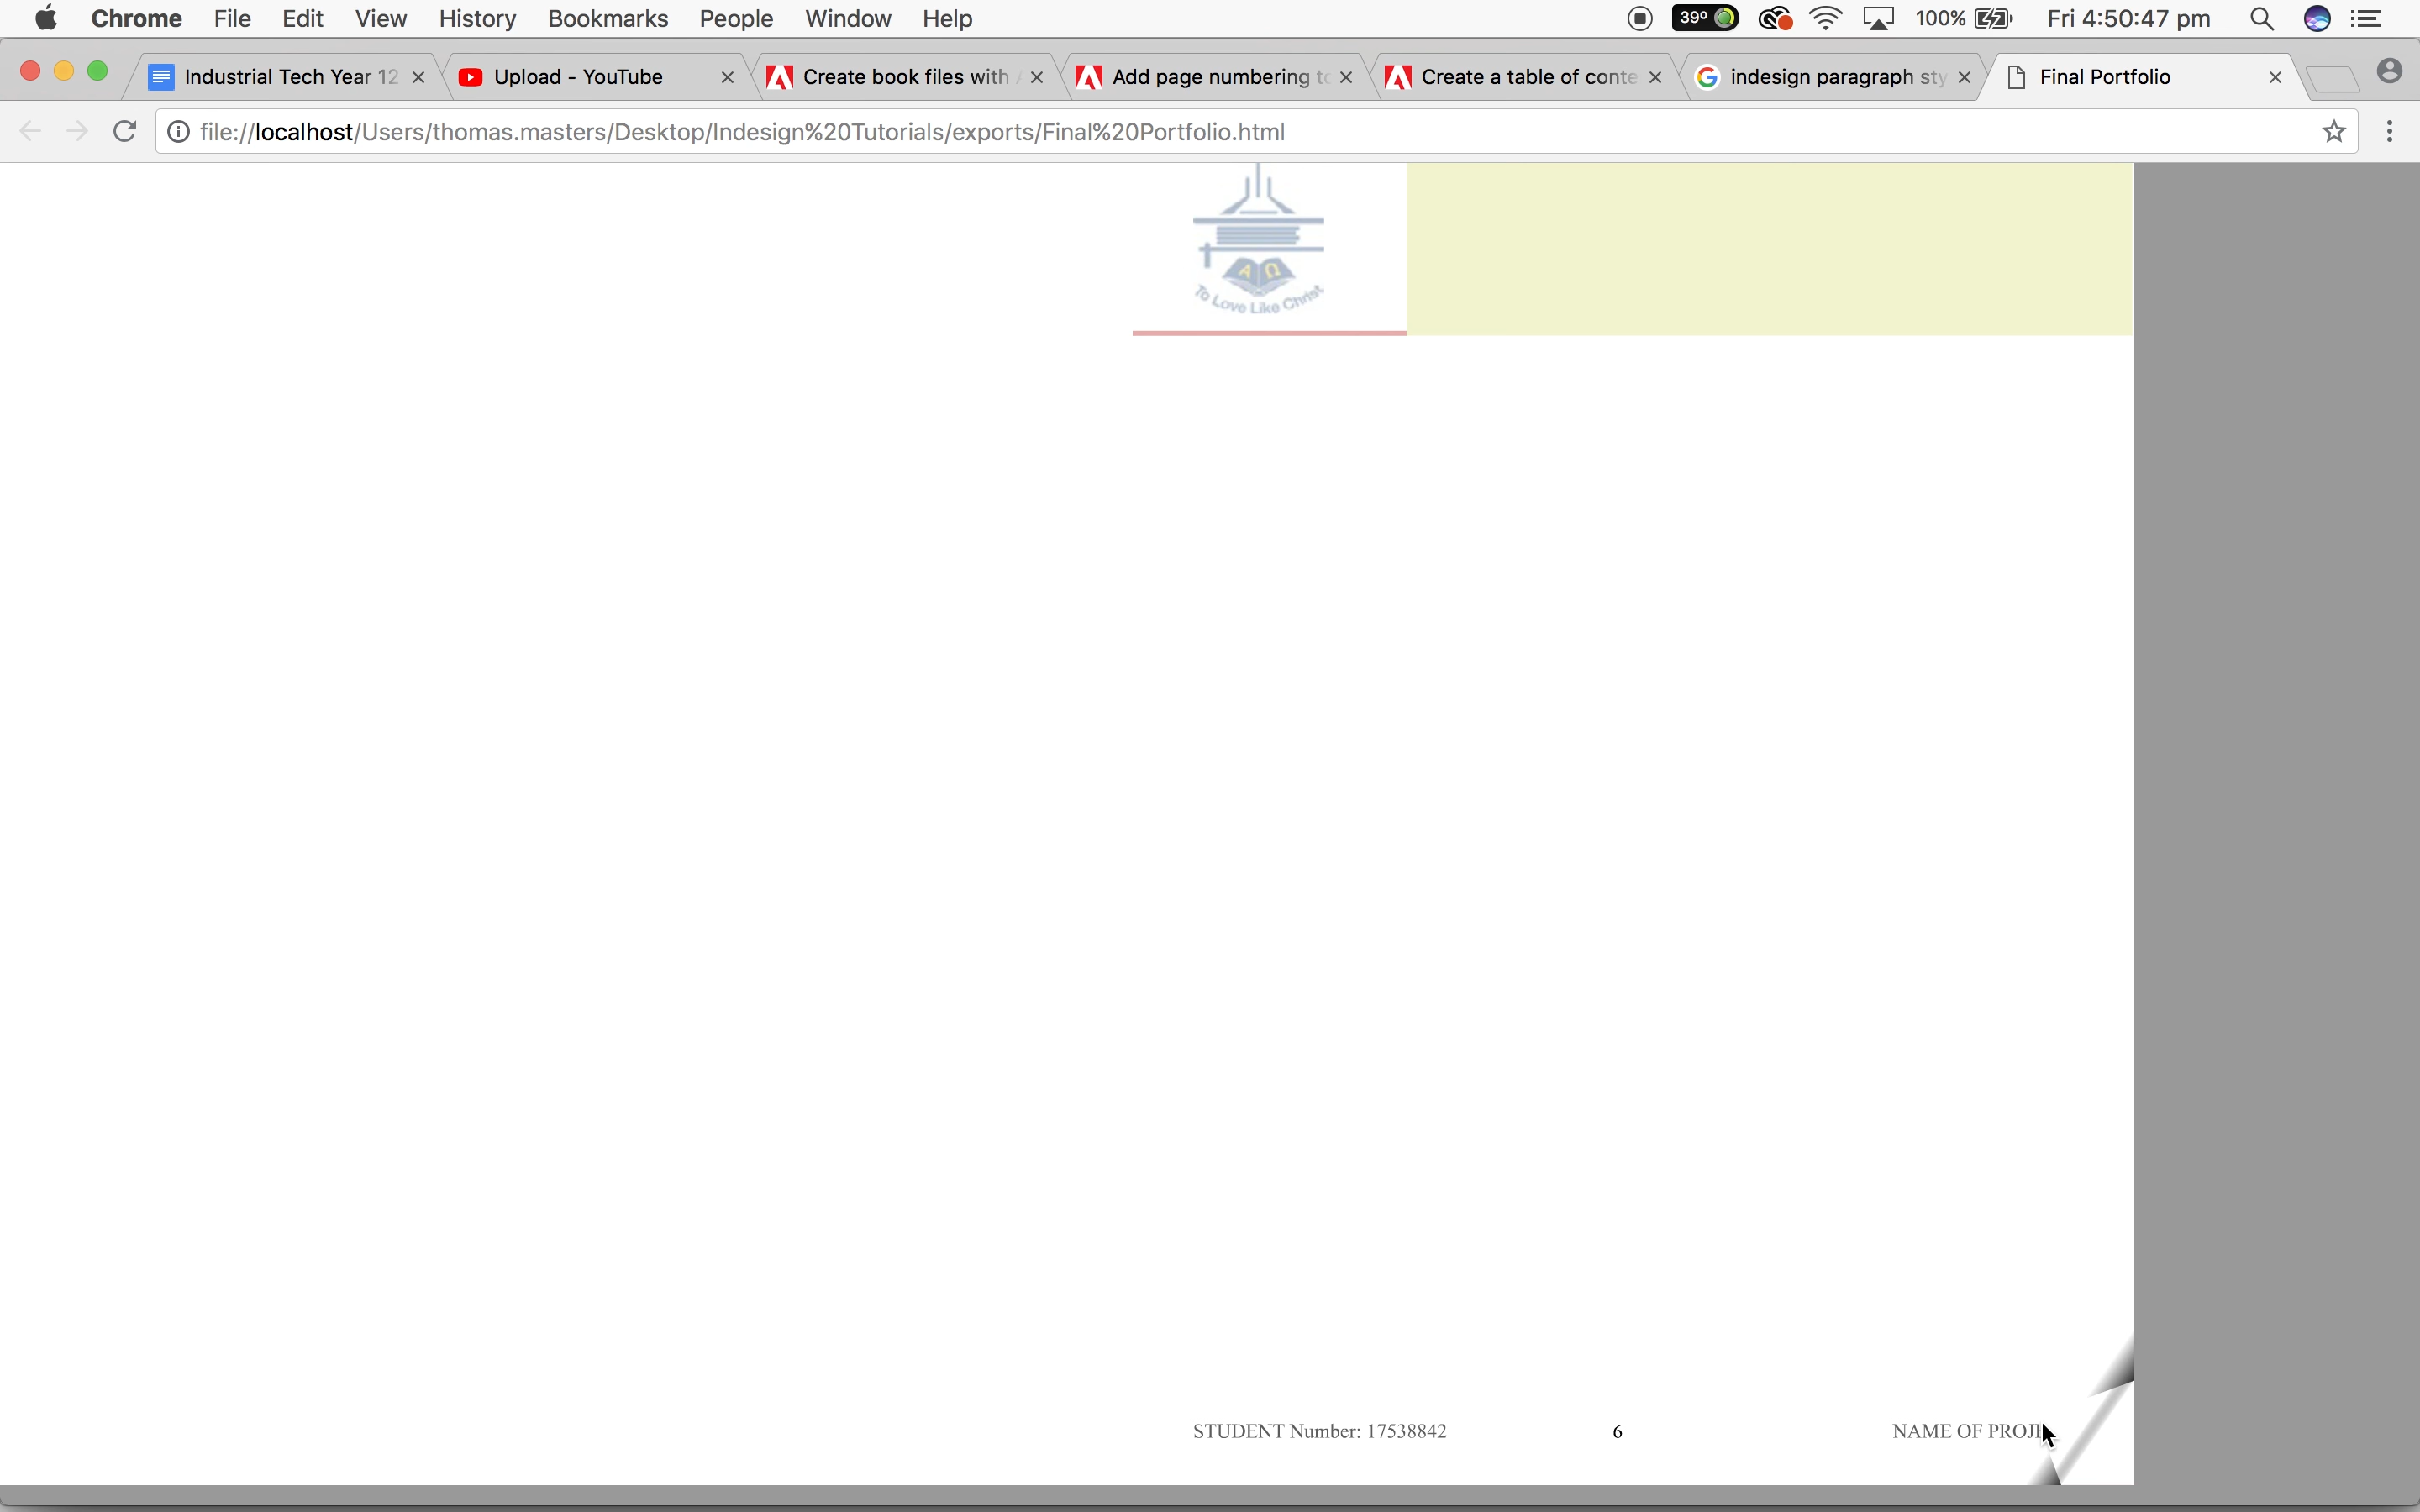 Chrome File Edit View History Bookmarks People Window Help 39° 100% Fri 4:50:47 pm
Industrial Tech Year 12 Upload - YouTube Create book files with Add page numbering to Create a table of conte indesign paragraph sty Final Portfolio
file://localhost/Users/thomas.masters/Desktop/Indesign%20Tutorials/exports/Final%20Portfolio.html
Α Ω
To Love Like Christ
STUDENT Number: 17538842 6 NAME OF PROJE